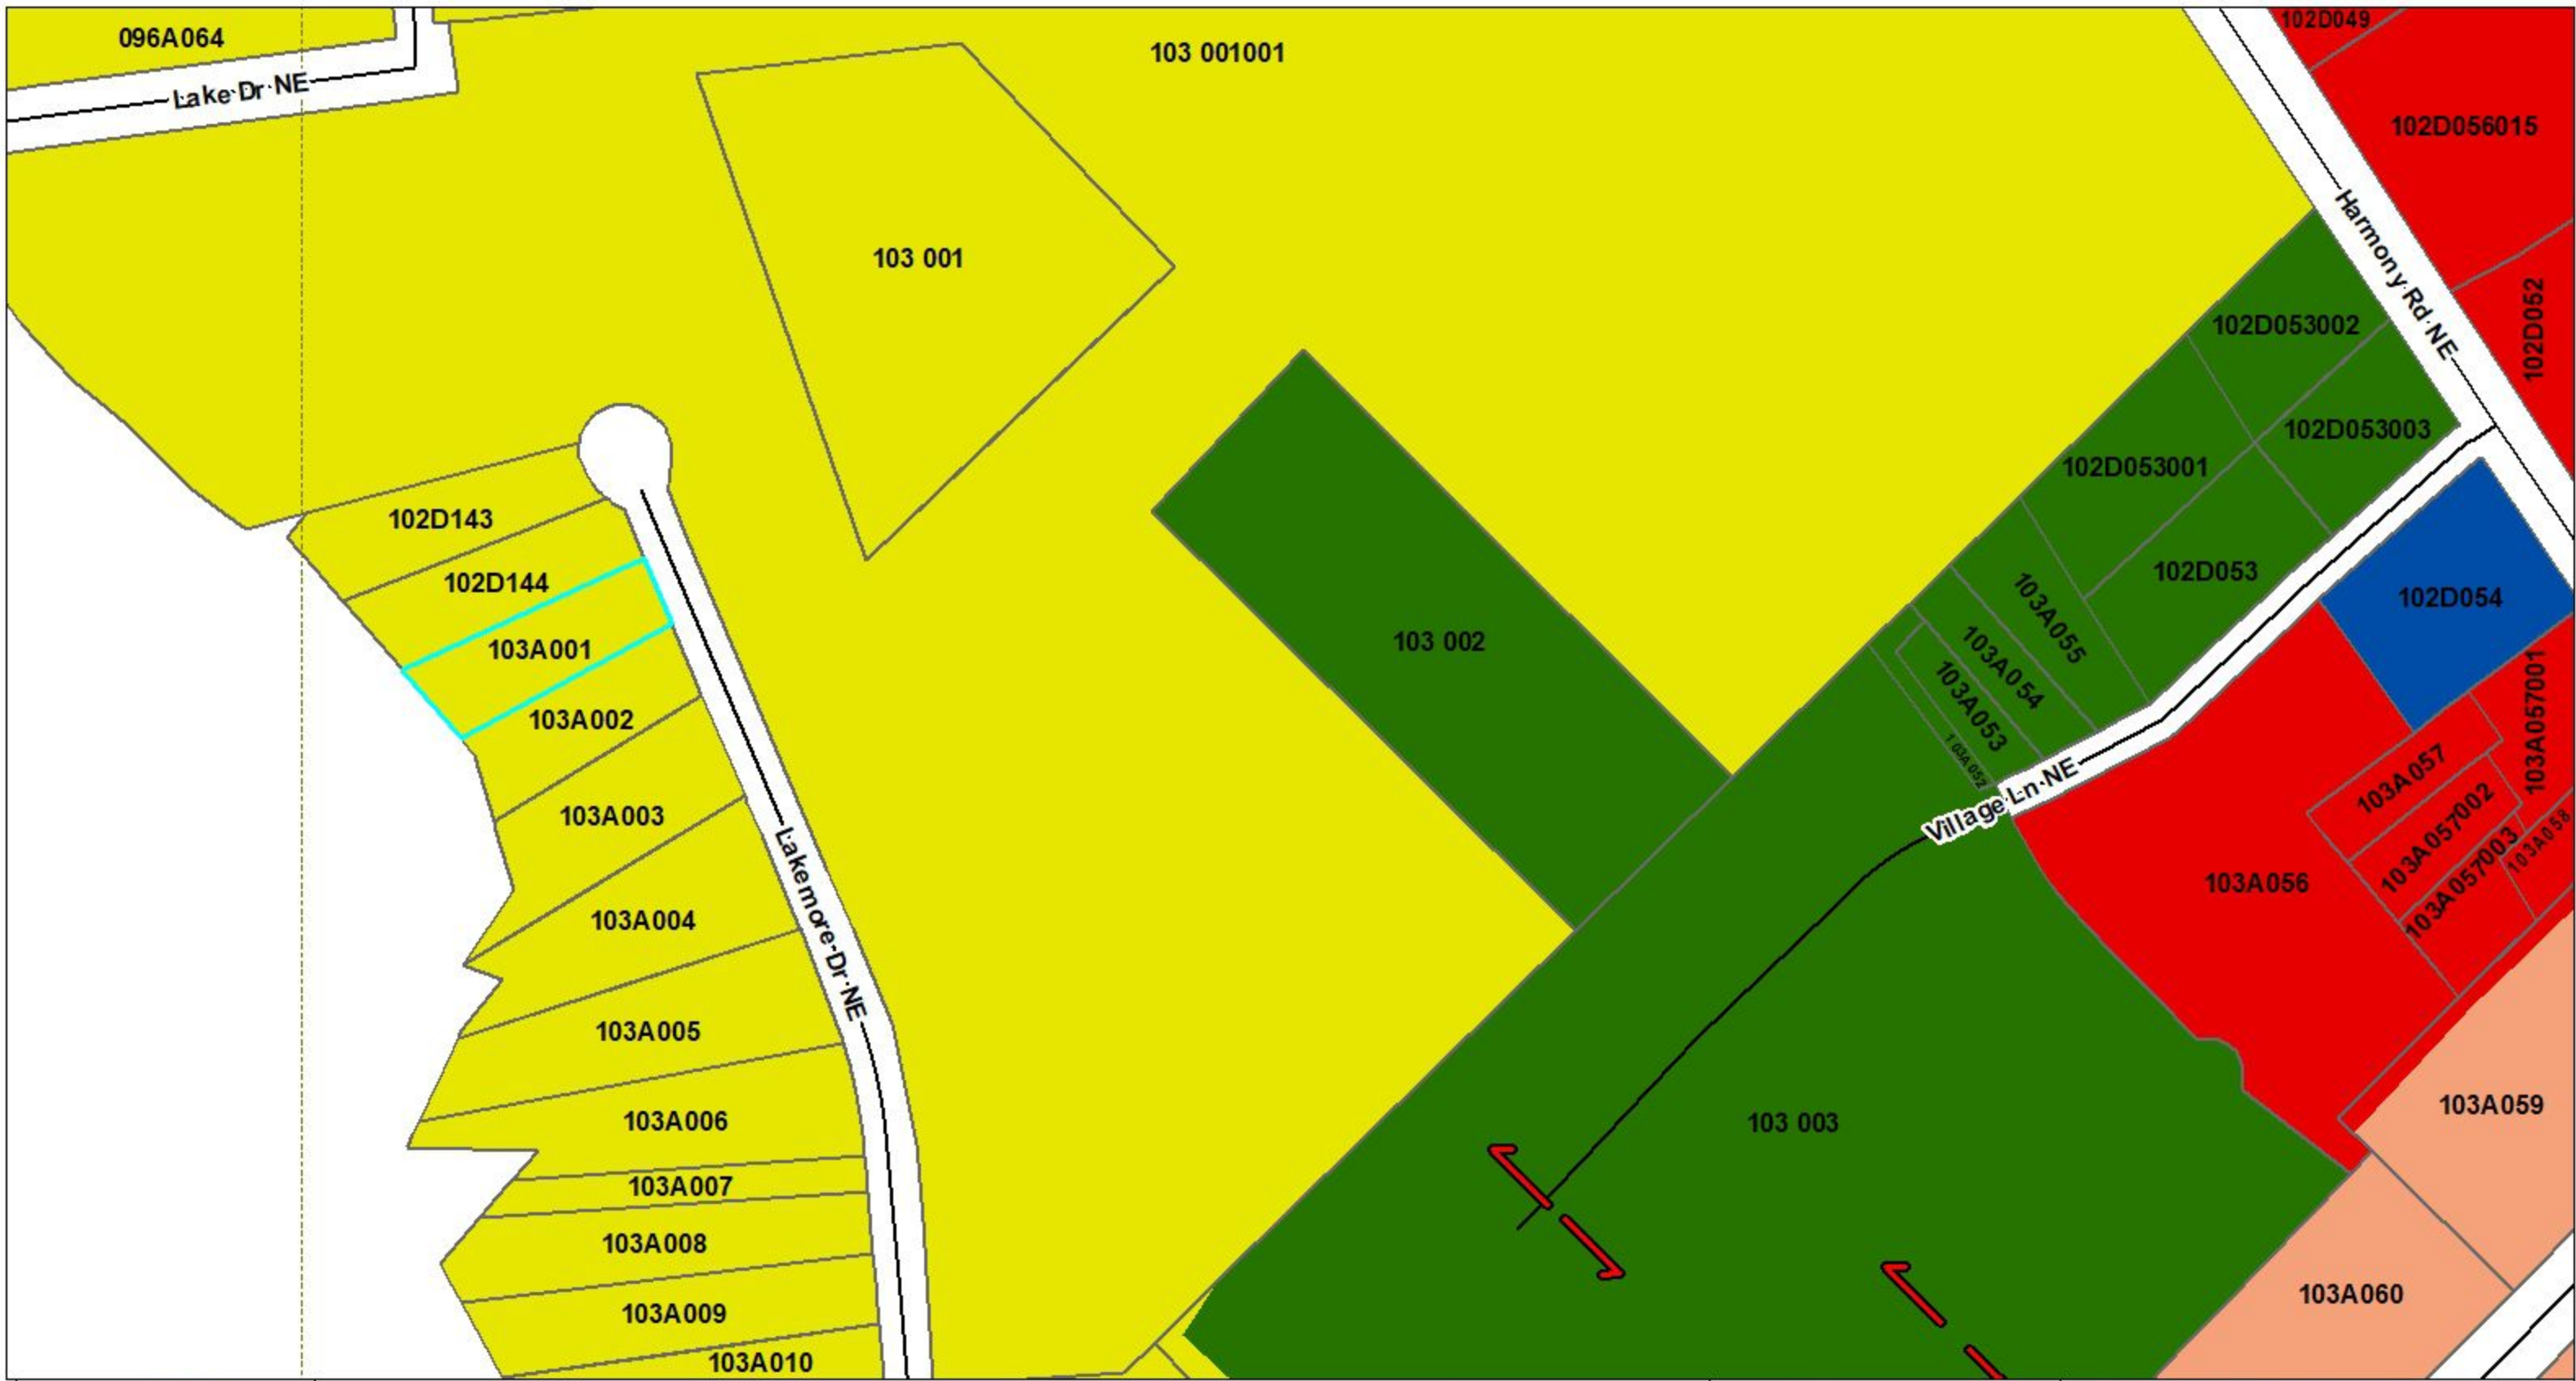 096A064
Lake Dr NE
103 001001
102D049
102D056015
103 001
Harmony Rd NE
102D052
102D053002
102D053003
102D053001
102D143
102D144
103A001
103A002
103 002
102D053
102D054
103A055
103A054
103A053
103A052
Village Ln NE
103A057001
103A057
103A057002
103A057003
103A058
103A056
103A003
103A004
Lakemore Dr NE
103A005
103A006
103 003
103A059
103A007
103A008
103A060
103A009
103A010